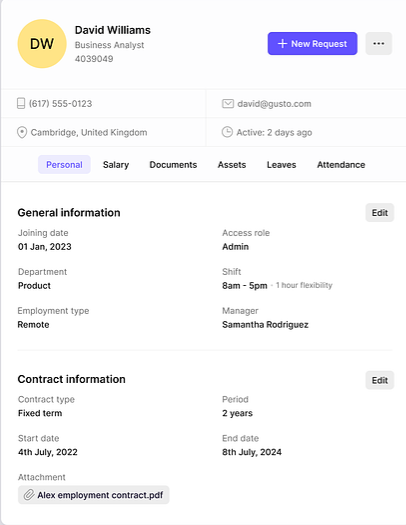 DW
David Williams
Business Analyst
4039049
+ New Request
(617) 555-0123
david@gusto.com
Cambridge, United Kingdom
Active: 2 days ago
Personal Salary Documents Assets Leaves Attendance
General information
Edit
Joining date
01 Jan, 2023
Access role
Admin
Department
Product
Shift
8am - 5pm · 1 hour flexibility
Employment type
Remote
Manager
Samantha Rodriguez
Contract information
Edit
Contract type
Fixed term
Period
2 years
Start date
4th July, 2022
End date
8th July, 2024
Attachment
Alex employment contract.pdf